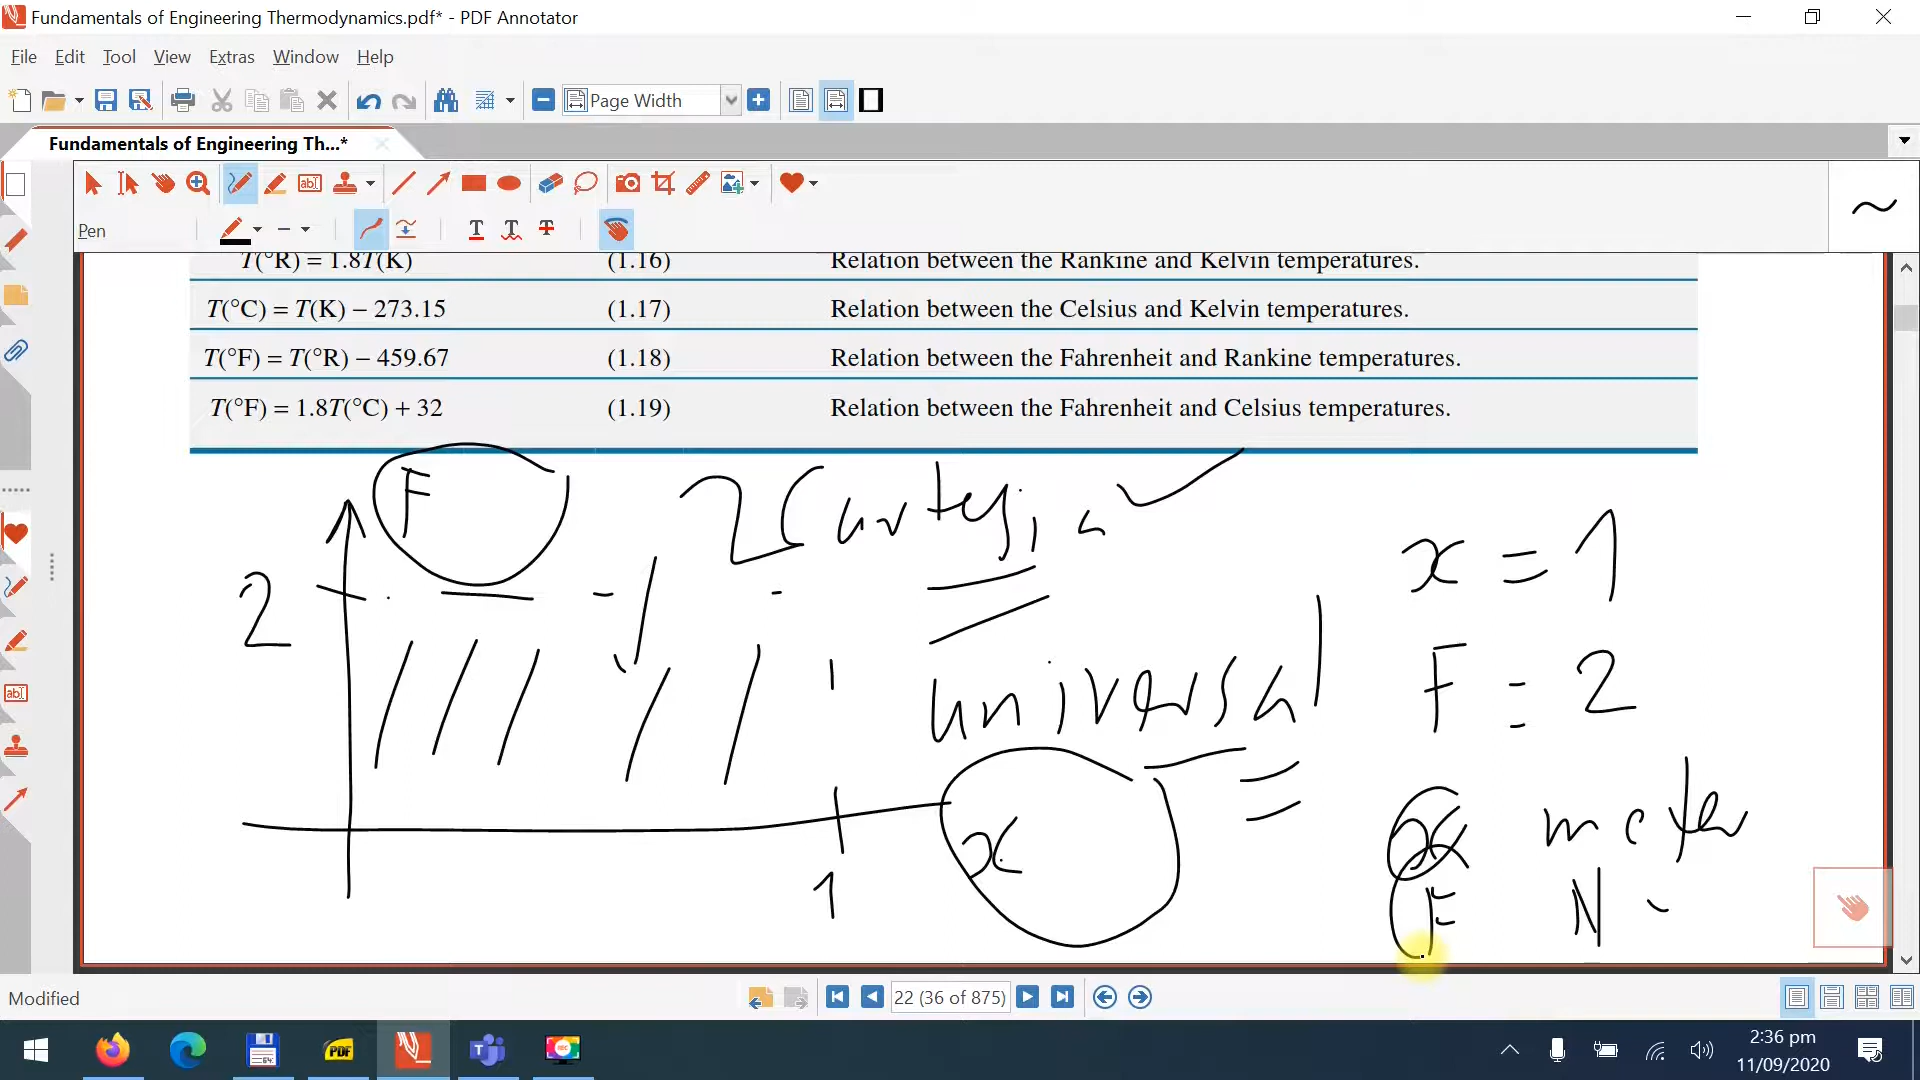 Fundamentals of Engineering Thermodynamics.pdf* - PDF Annotator
File Edit Tool View Extras Window Help
Page Width
Fundamentals of Engineering Th...*
Pen
T(°R) = 1.8T(K) (1.16) Relation between the Rankine and Kelvin temperatures.
T(°C) = T(K) − 273.15 (1.17) Relation between the Celsius and Kelvin temperatures.
T(°F) = T(°R) − 459.67 (1.18) Relation between the Fahrenheit and Rankine temperatures.
T(°F) = 1.8T(°C) + 32 (1.19) Relation between the Fahrenheit and Celsius temperatures.
F 2
x = 1
2
universal F = 2
x x meter
1 F N
Modified 22 (36 of 875)
PDF
2:36 pm
11/09/2020